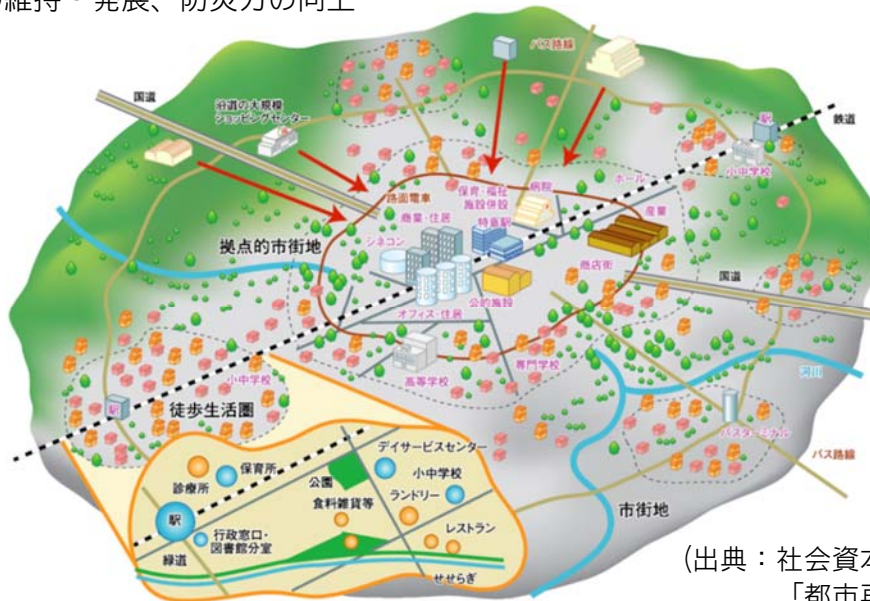 維持・発展、防災力の向上
バス路線
国道
沿道の大規模
ショッピングセンター
駅
鉄道
小中学校
保育・福祉
施設併設
病院
ホール
路面電車
商業・住居
特急駅
産業
シネコン
拠点的市街地
商店街
国道
公的施設
オフィス・住居
専門学校
高等学校
河川
小中学校
駅
徒歩生活圏
バスターミナル
バス路線
デイサービスセンター
保育所
診療所
公園
小中学校
食料雑貨等
ランドリー
駅
レストラン
行政窓口・
図書館分室
緑道
せせらぎ
市街地
(出典：社会資本
「都市再